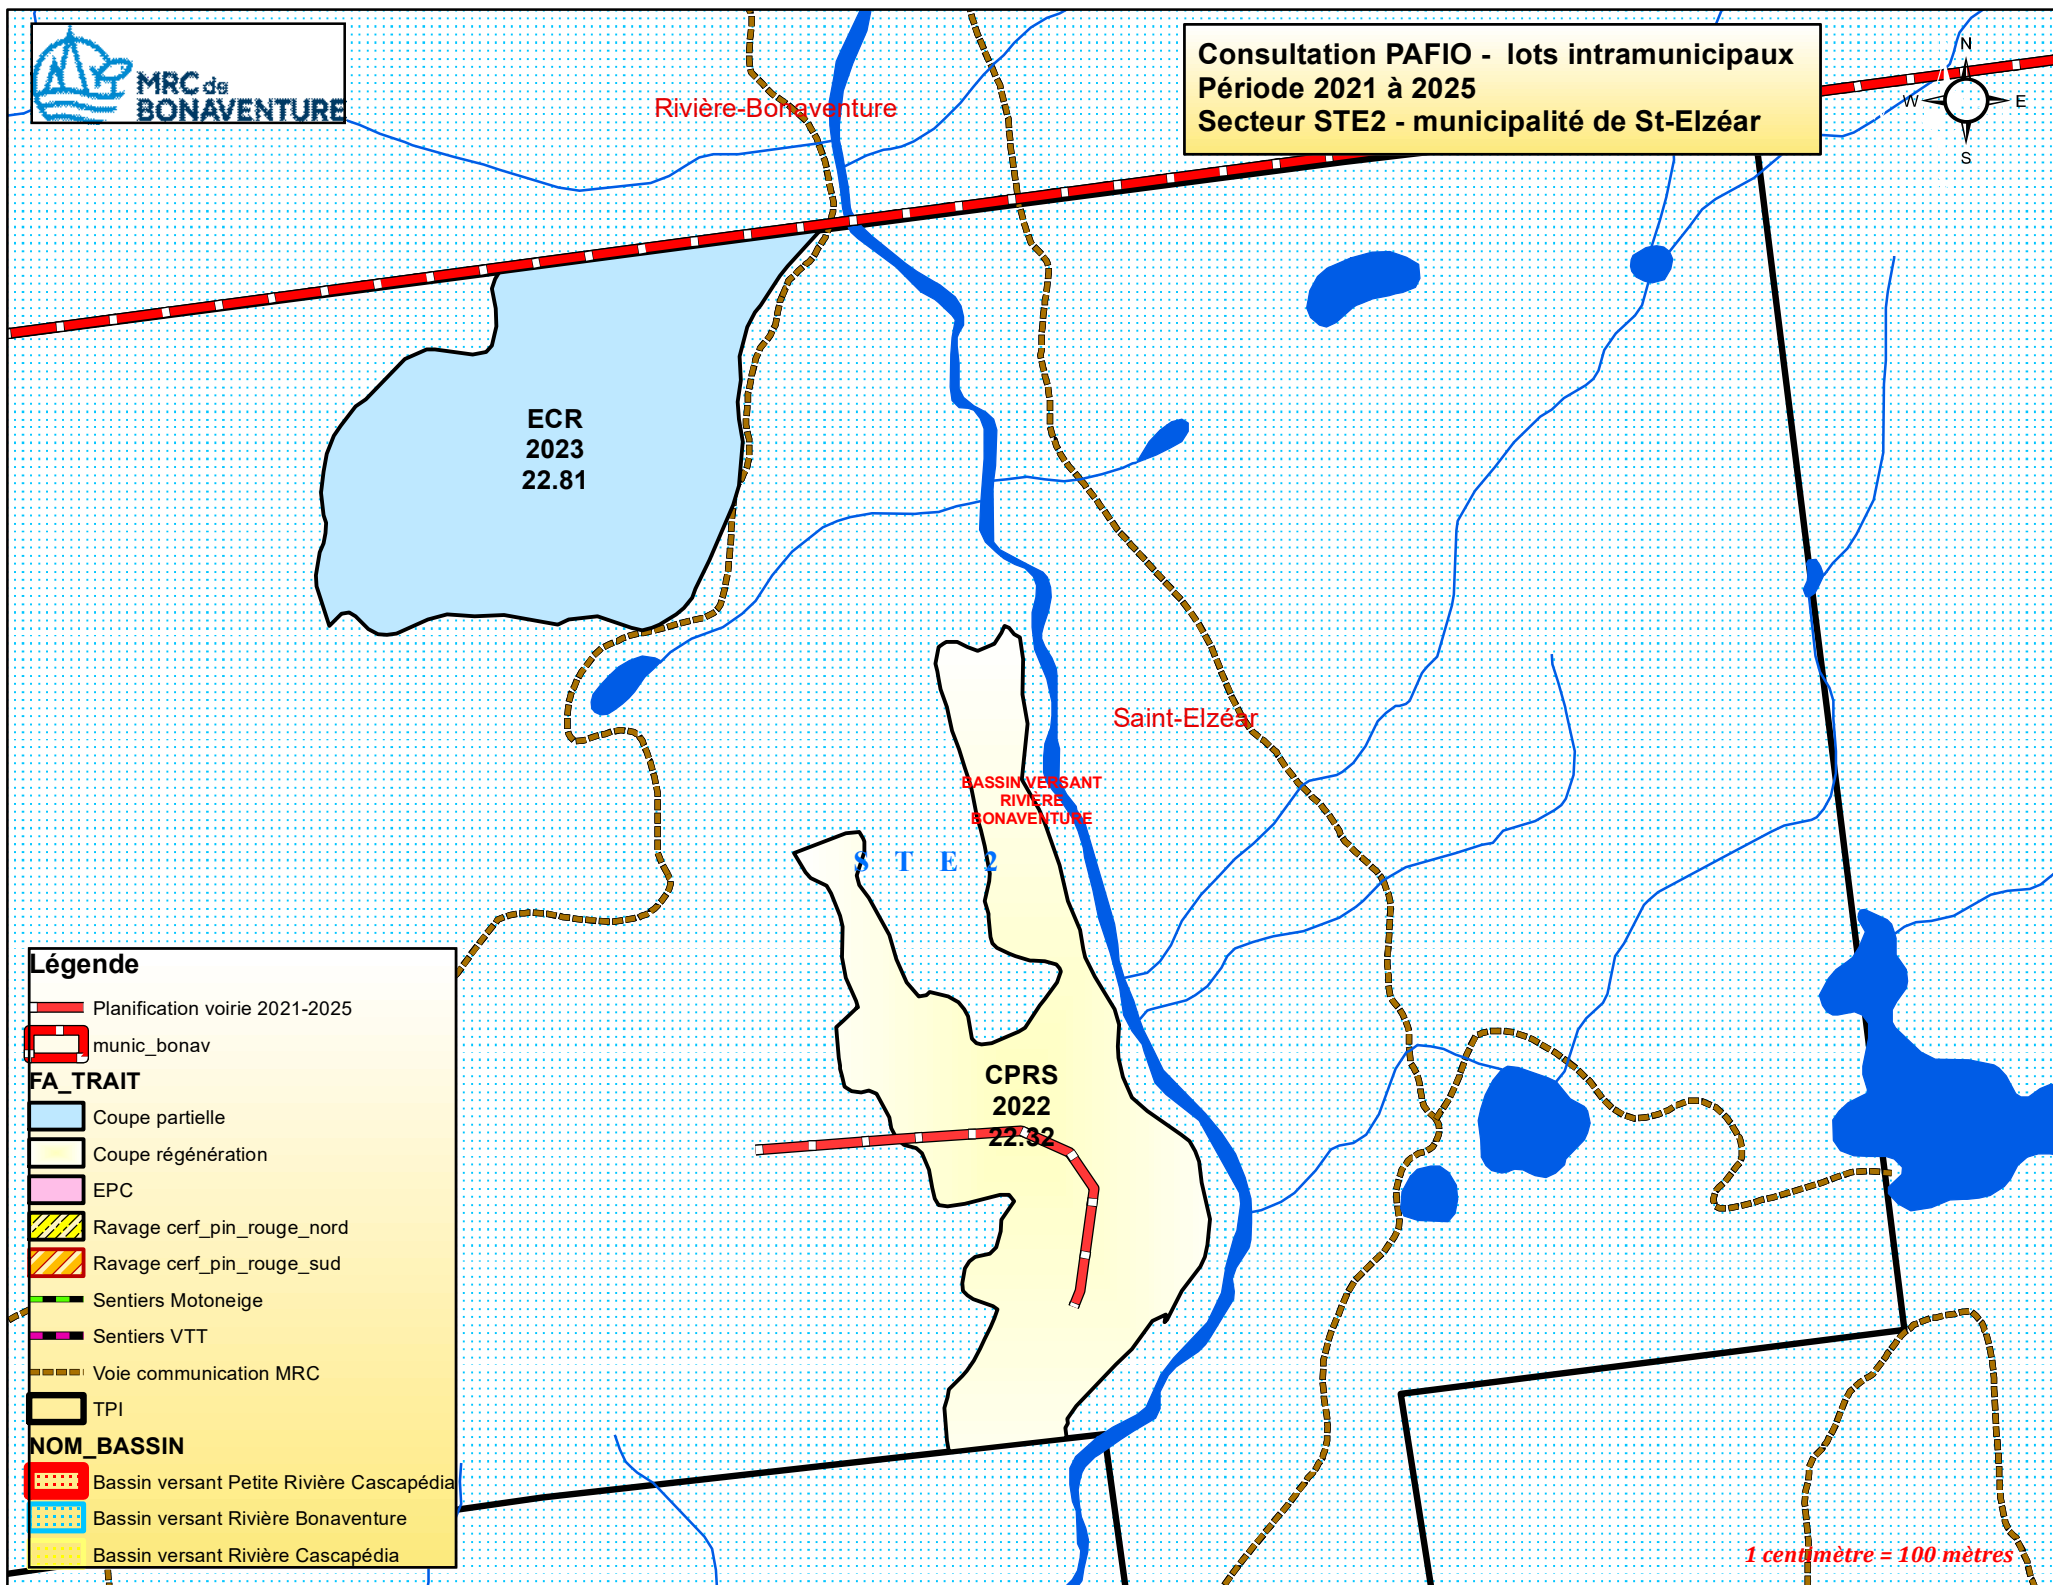 MRC de
BONAVENTURE
Consultation PAFIO - lots intramunicipaux
Période 2021 à 2025
Secteur STE2 - municipalité de St-Elzéar
N
W
E
S
Rivière-Bonaventure
ECR
2023
22.81
Saint-Elzéar
BASSIN VERSANT
RIVIÈRE
BONAVENTURE
S T E 2
CPRS
2022
22.32
Légende
Planification voirie 2021-2025
munic_bonav
FA_TRAIT
Coupe partielle
Coupe régénération
EPC
Ravage cerf_pin_rouge_nord
Ravage cerf_pin_rouge_sud
Sentiers Motoneige
Sentiers VTT
Voie communication MRC
TPI
NOM_BASSIN
Bassin versant Petite Rivière Cascapédia
Bassin versant Rivière Bonaventure
Bassin versant Rivière Cascapédia
1 centimètre = 100 mètres